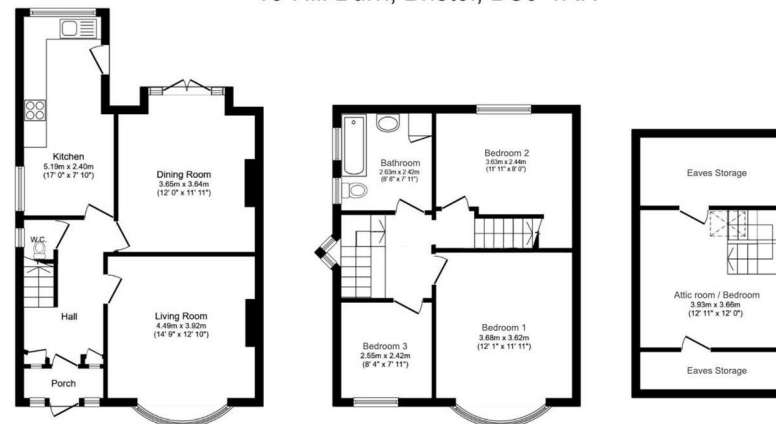 Kitchen
5.19m x 2.40m
(17' 0" x 7' 10")
Dining Room
3.65m x 3.64m
(12' 0" x 11' 11")
W.C.
Hall
Living Room
4.49m x 3.92m
(14' 9" x 12' 10")
Porch
Bathroom
2.63m x 2.42m
(8' 8" x 7' 11")
Bedroom 2
3.63m x 2.44m
(11' 11" x 8' 0")
Bedroom 3
2.55m x 2.42m
(8' 4" x 7' 11")
Bedroom 1
3.68m x 3.62m
(12' 1" x 11' 11")
Eaves Storage
Attic room / Bedroom
3.93m x 3.66m
(12' 11" x 12' 0")
Eaves Storage